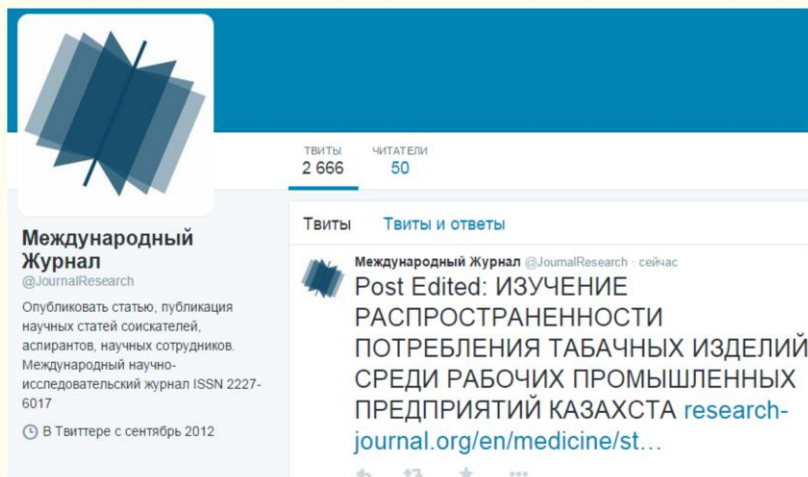 ТВИТЫ ЧИТАТЕЛИ
2 666 50
Международный
Журнал
@JournalResearch
Опубликовать статью, публикация
научных статей соискателей,
аспирантов, научных сотрудников.
Международный научно-
исследовательский журнал ISSN 2227-
6017
В Твиттере с сентябрь 2012
Твиты Твиты и ответы
Международный Журнал @JournalResearch · сейчас
Post Edited: ИЗУЧЕНИЕ
РАСПРОСТРАНЕННОСТИ
ПОТРЕБЛЕНИЯ ТАБАЧНЫХ ИЗДЕЛИЙ
СРЕДИ РАБОЧИХ ПРОМЫШЛЕННЫХ
ПРЕДПРИЯТИЙ КАЗАХСТА research-
journal.org/en/medicine/st…